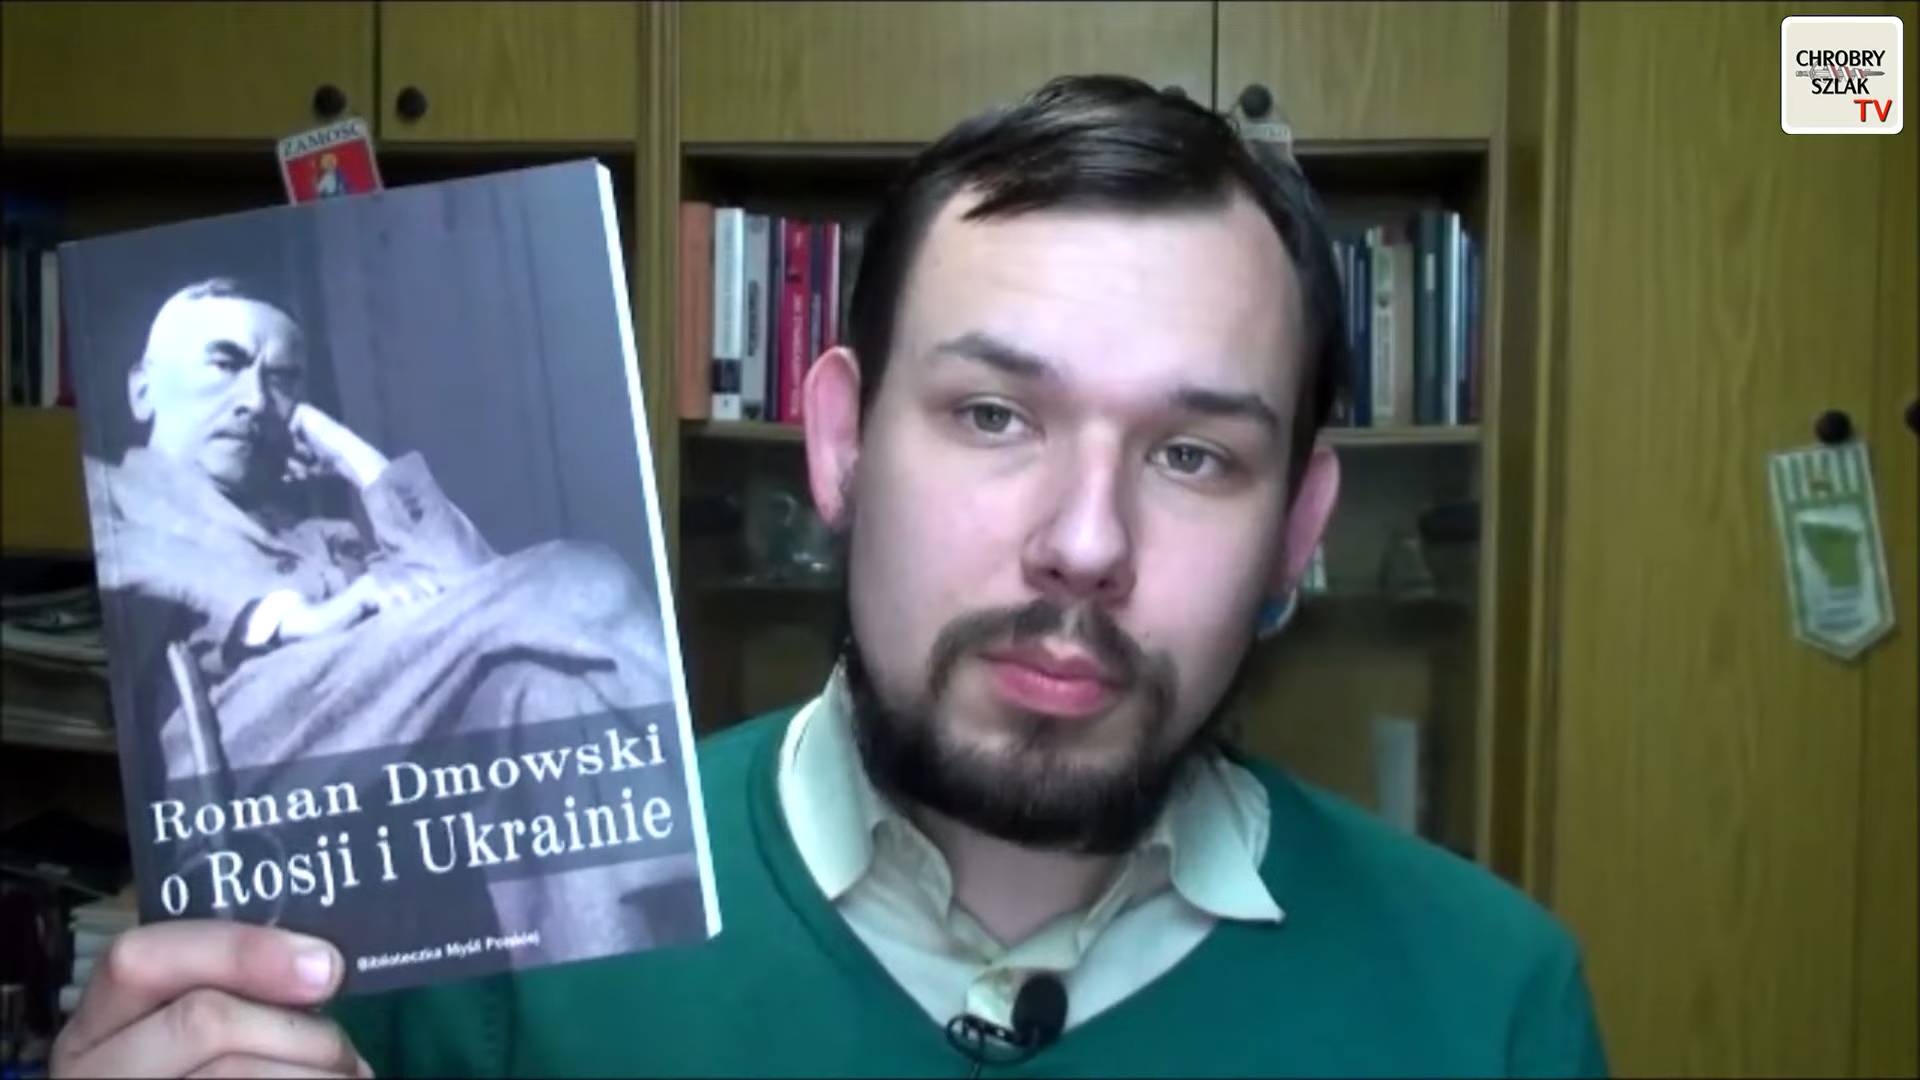 CHROBRY
SZLAK
TV
ZAMOŚĆ
Roman Dmowski
o Rosji i Ukrainie
Biblioteczka Myśli Polskiej